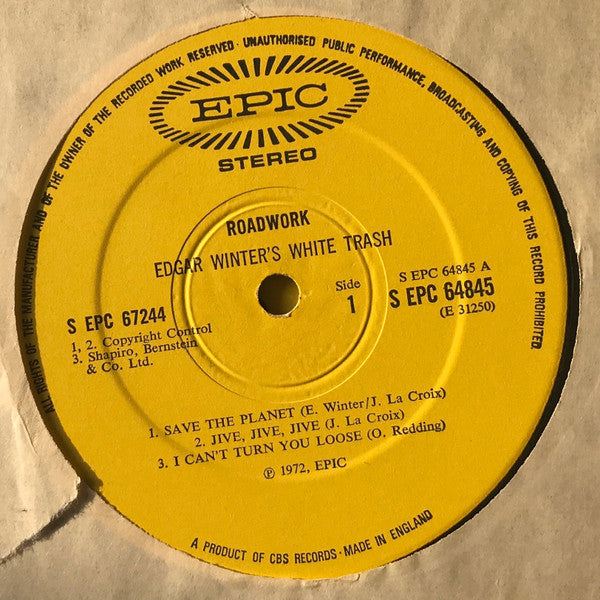 ALL RIGHTS OF THE MANUFACTURER AND OF THE OWNER OF THE RECORDED WORK RESERVED · UNAUTHORISED PUBLIC PERFORMANCE, BROADCASTING AND COPYING OF THIS RECORD PROHIBITED
EPIC
STEREO
ROADWORK
EDGAR WINTER'S WHITE TRASH
S EPC 67244
1, 2. Copyright Control
3. Shapiro, Bernstein
& Co. Ltd.
Side
1
S EPC 64845 A
S EPC 64845
(E 31250)
1. SAVE THE PLANET (E. Winter/J. La Croix)
2. JIVE, JIVE, JIVE (J. La Croix)
3. I CAN'T TURN YOU LOOSE (O. Redding)
℗ 1972, EPIC
A PRODUCT OF CBS RECORDS · MADE IN ENGLAND